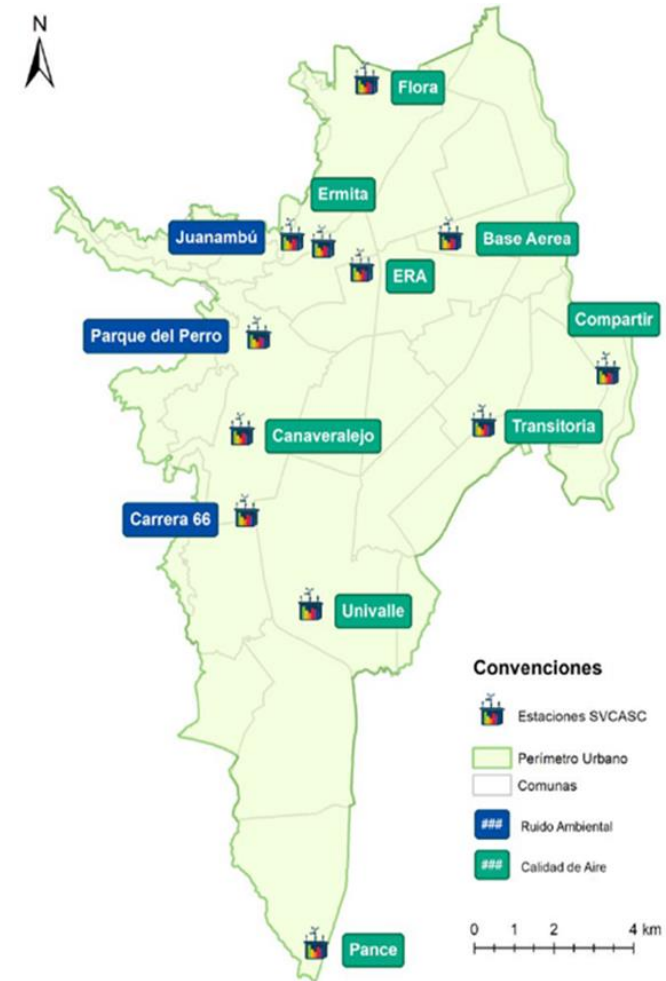 N
Flora
Ermita
Juanambú
Base Aerea
ERA
Compartir
Parque del Perro
Canaveralejo
Transitoria
Carrera 66
Univalle
Convenciones
Estaciones SVCASC
Perímetro Urbano
Comunas
### Ruido Ambiental
### Calidad de Aire
0 1 2 4 km
Pance